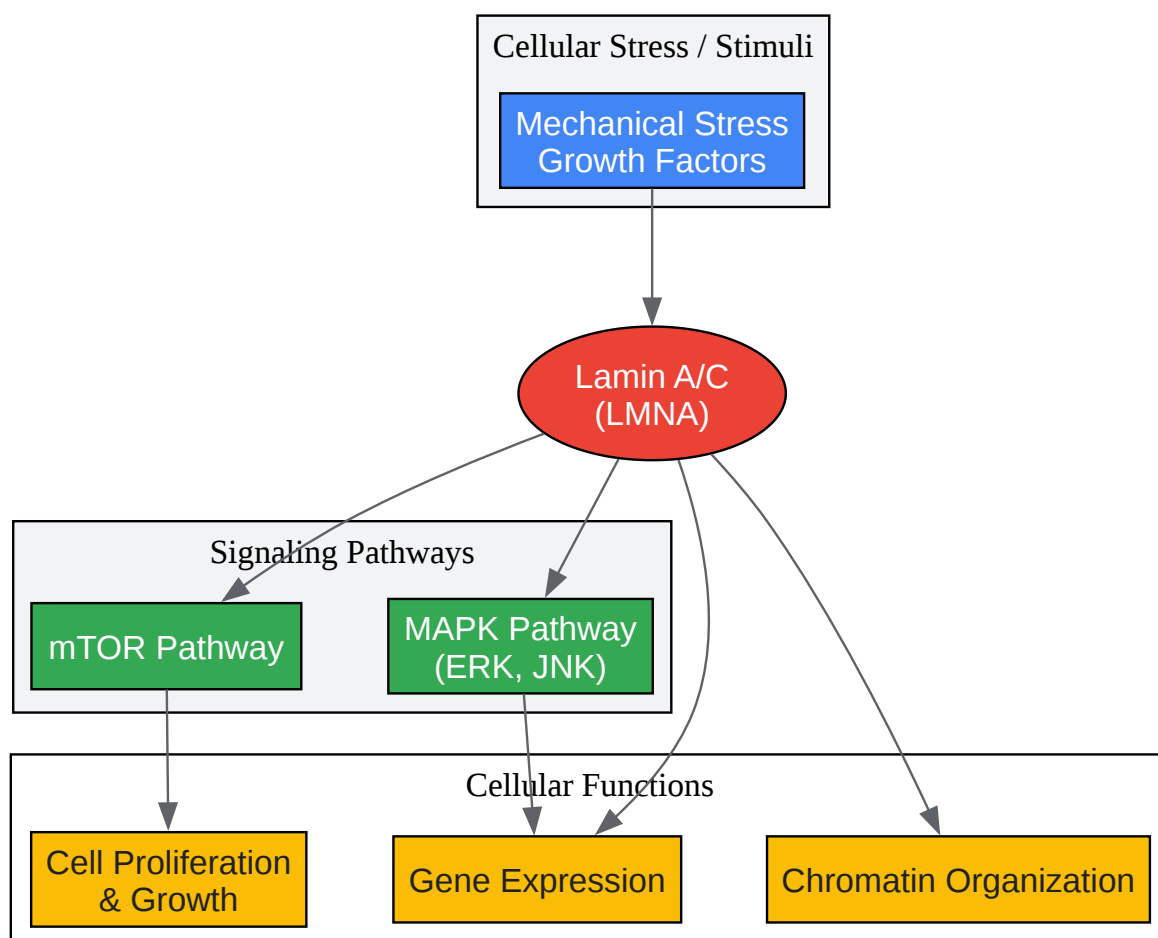 Cellular Stress / Stimuli
Mechanical Stress
Growth Factors
Lamin A/C
(LMNA)
Signaling Pathways
mTOR Pathway
MAPK Pathway
(ERK, JNK)
Cellular Functions
Cell Proliferation
& Growth
Gene Expression
Chromatin Organization